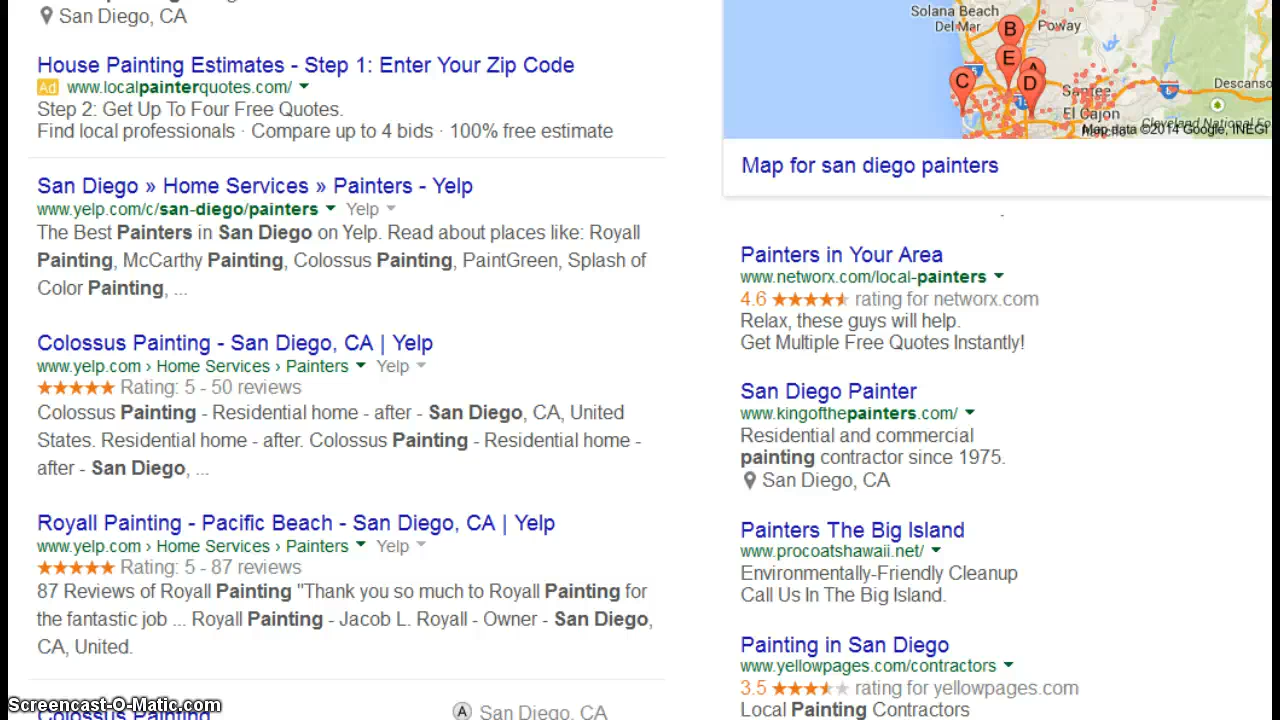 San Diego, CA
House Painting Estimates - Step 1: Enter Your Zip Code
Ad www.localpainterquotes.com/
Step 2: Get Up To Four Free Quotes.
Find local professionals · Compare up to 4 bids · 100% free estimate
San Diego » Home Services » Painters - Yelp
www.yelp.com/c/san-diego/painters Yelp
The Best Painters in San Diego on Yelp. Read about places like: Royall
Painting, McCarthy Painting, Colossus Painting, PaintGreen, Splash of
Color Painting, ...
Colossus Painting - San Diego, CA | Yelp
www.yelp.com › Home Services › Painters Yelp
Rating: 5 - 50 reviews
Colossus Painting - Residential home - after - San Diego, CA, United
States. Residential home - after. Colossus Painting - Residential home -
after - San Diego, ...
Royall Painting - Pacific Beach - San Diego, CA | Yelp
www.yelp.com › Home Services › Painters Yelp
Rating: 5 - 87 reviews
87 Reviews of Royall Painting "Thank you so much to Royall Painting for
the fantastic job ... Royall Painting - Jacob L. Royall - Owner - San Diego,
CA, United.
Colossus Painting
A San Diego, CA
Screencast-O-Matic.com
Solana Beach
Del Mar
Poway
B
E
A
C
D
Santee
El Cajon
Descanso
Cleveland National Fo
Map data ©2014 Google, INEGI
Map for san diego painters
Painters in Your Area
www.networx.com/local-painters
4.6 rating for networx.com
Relax, these guys will help.
Get Multiple Free Quotes Instantly!
San Diego Painter
www.kingofthepainters.com/
Residential and commercial
painting contractor since 1975.
San Diego, CA
Painters The Big Island
www.procoatshawaii.net/
Environmentally-Friendly Cleanup
Call Us In The Big Island.
Painting in San Diego
www.yellowpages.com/contractors
3.5 rating for yellowpages.com
Local Painting Contractors